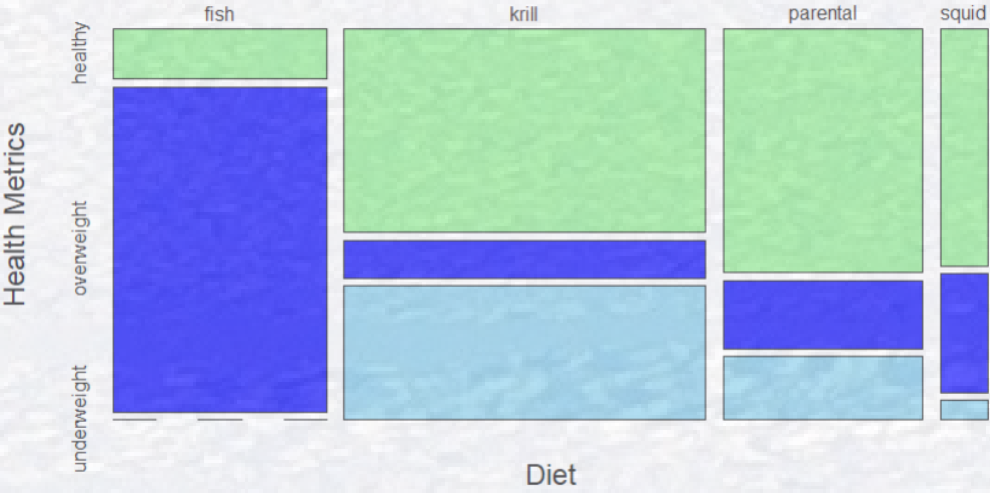 fish
krill
parental
squid
healthy
overweight
underweight
Health Metrics
Diet